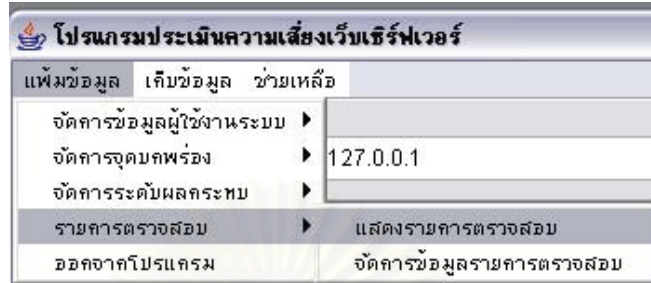 โปรแกรมประเมินความเสี่ยงเว็บเซิร์ฟเวอร์
แฟ้มข้อมูล เก็บข้อมูล ช่วยเหลือ
จัดการข้อมูลผู้ใช้งานระบบ
จัดการจุดบกพร่อง 127.0.0.1
จัดการระดับผลกระทบ
รายการตรวจสอบ แสดงรายการตรวจสอบ
ออกจากโปรแกรม จัดการข้อมูลรายการตรวจสอบ